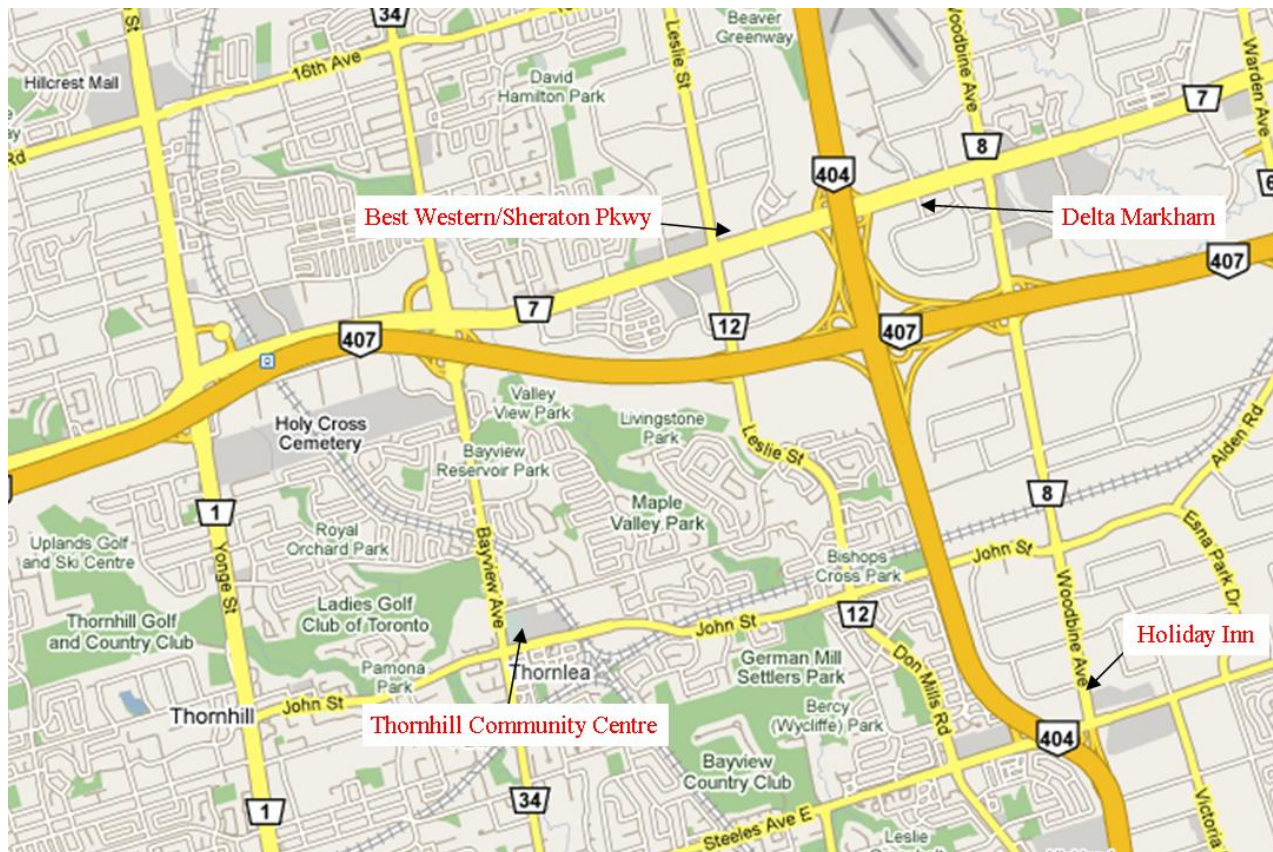 34
Hillcrest Mall
16th Ave
David
Hamilton Park
Leslie St
Beaver
Greenway
Woodbine Ave
Warden Ave
7
8
404
Best Western/Sheraton Pkwy
Delta Markham
407
7
12
407
407
Holy Cross
Cemetery
Valley
View Park
Livingstone
Park
Bayview
Reservoir Park
Leslie St
Alden Rd
1
Maple
Valley Park
8
Uplands Golf
and Ski Centre
Royal
Orchard Park
Yonge St
Bayview Ave
Bishops
Cross Park
John St
Esna Park Dr
Thornhill Golf
and Country Club
Ladies Golf
Club of Toronto
John St
12
Woodbine Ave
Holiday Inn
Pamona
Park
Thornlea
German Mill
Settlers Park
Don Mills Rd
Thornhill
John St
Thornhill Community Centre
Bercy
(Wycliffe) Park
404
Bayview
Country Club
1
34
Steeles Ave E
Leslie
Victoria